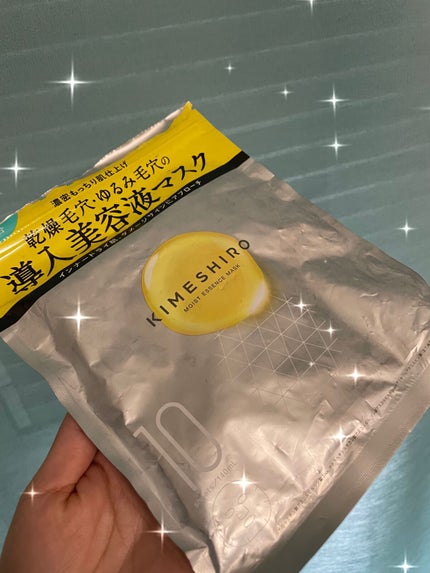 濃密もっちり肌仕上げ
乾燥毛穴・ゆるみ毛穴の
導入美容液マスク
KIMESHIRO
MOIST ESSENCE MASK
10